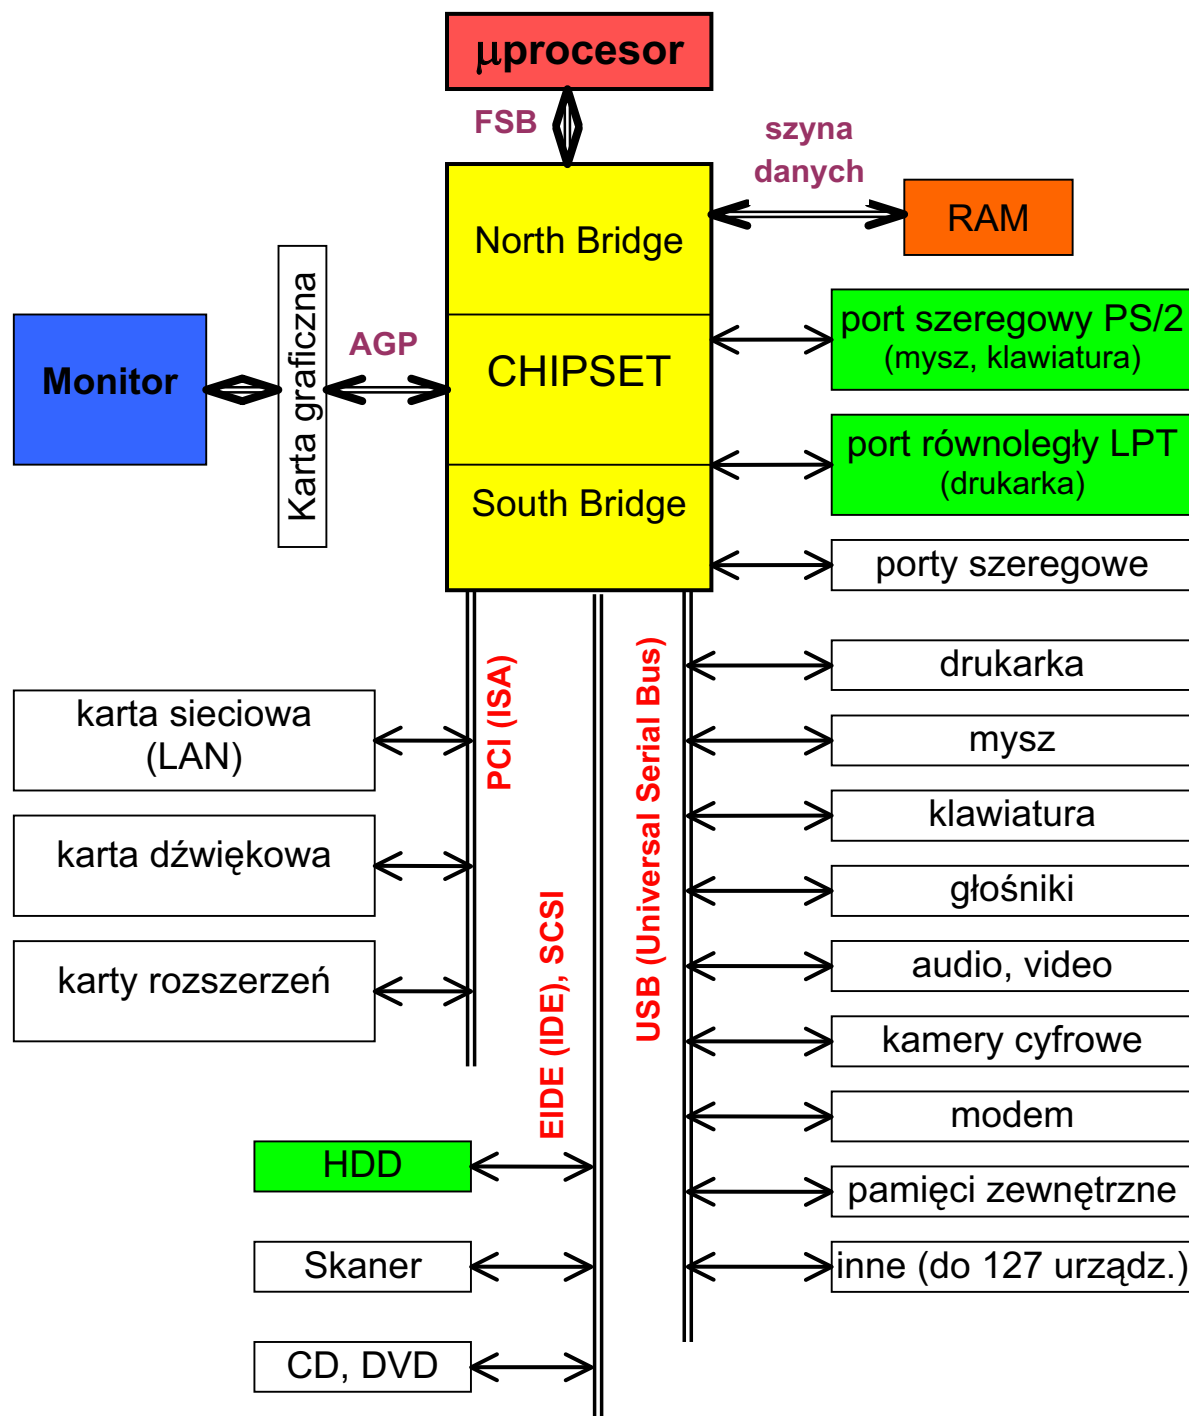 µprocesor
FSB
szyna
danych
North Bridge
RAM
port szeregowy PS/2
(mysz, klawiatura)
Monitor
Karta graficzna
AGP
CHIPSET
port równoległy LPT
(drukarka)
South Bridge
porty szeregowe
PCI (ISA)
EIDE (IDE), SCSI
USB (Universal Serial Bus)
karta sieciowa
(LAN)
karta dźwiękowa
karty rozszerzeń
HDD
Skaner
CD, DVD
drukarka
mysz
klawiatura
głośniki
audio, video
kamery cyfrowe
modem
pamięci zewnętrzne
inne (do 127 urządz.)